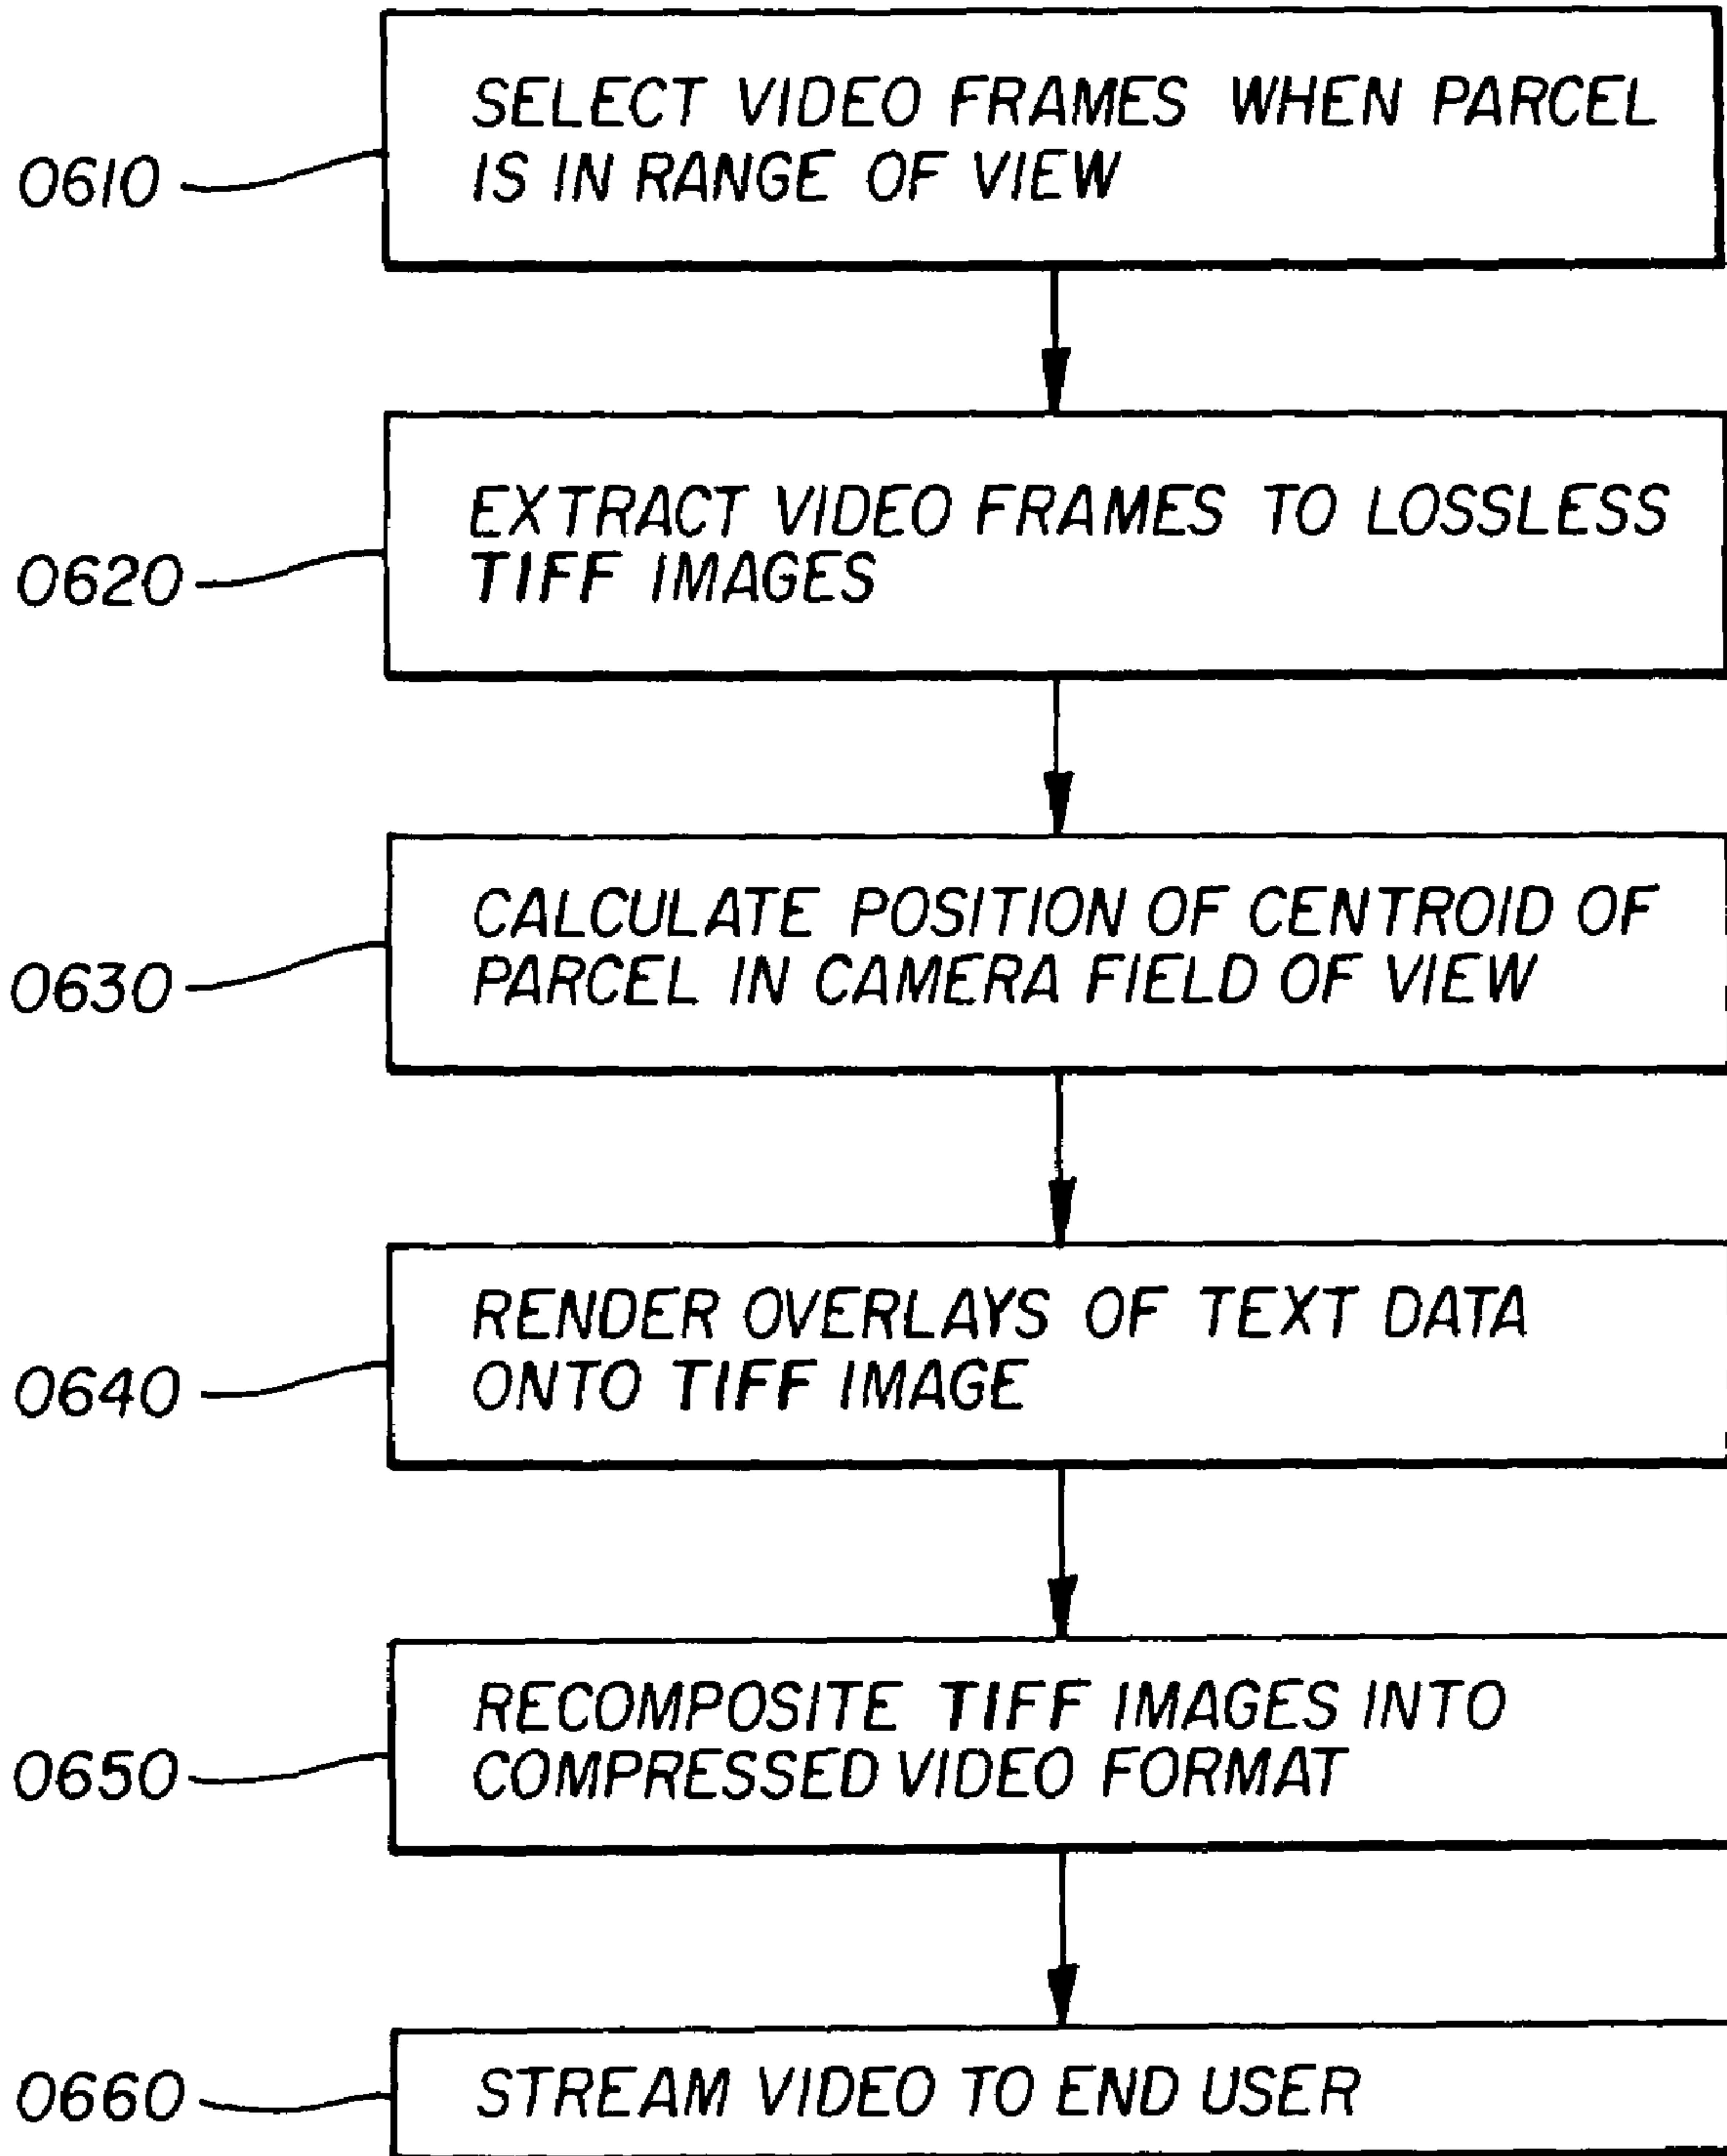 SELECT VIDEO FRAMES WHEN PARCEL
IS IN RANGE OF VIEW
0610
EXTRACT VIDEO FRAMES TO LOSSLESS
TIFF IMAGES
0620
CALCULATE POSITION OF CENTROID OF
PARCEL IN CAMERA FIELD OF VIEW
0630
RENDER OVERLAYS OF TEXT DATA
ONTO TIFF IMAGE
0640
RECOMPOSITE TIFF IMAGES INTO
COMPRESSED VIDEO FORMAT
0650
STREAM VIDEO TO END USER
0660